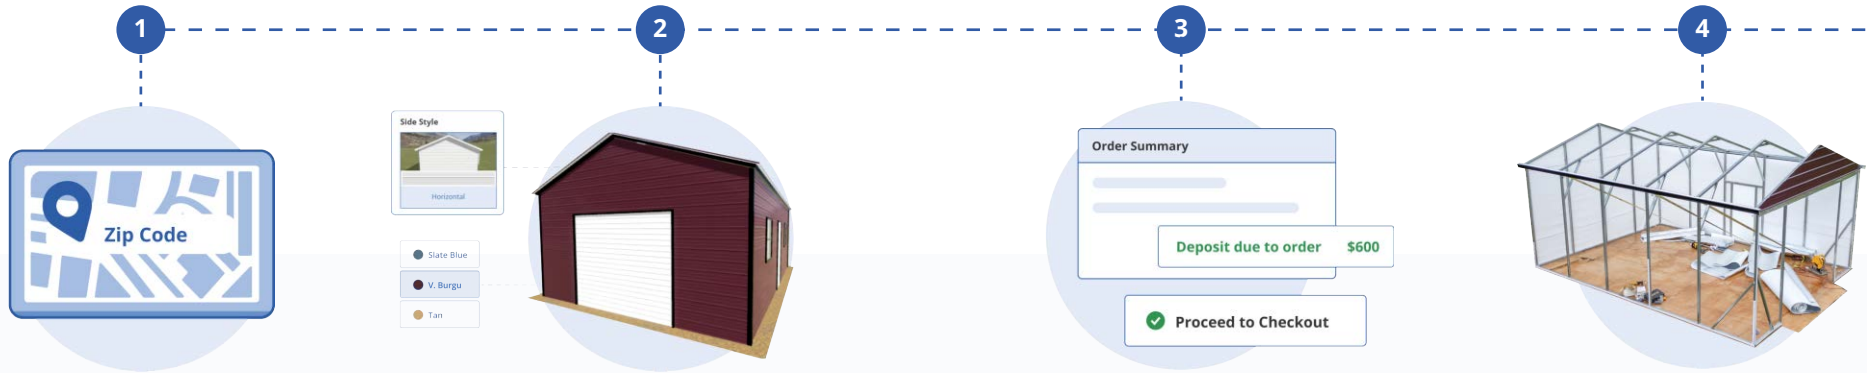 1
2
3
4
Zip Code
Side Style
Horizontal
Slate Blue
V. Burgu
Tan
Order Summary
Deposit due to order $600
Proceed to Checkout